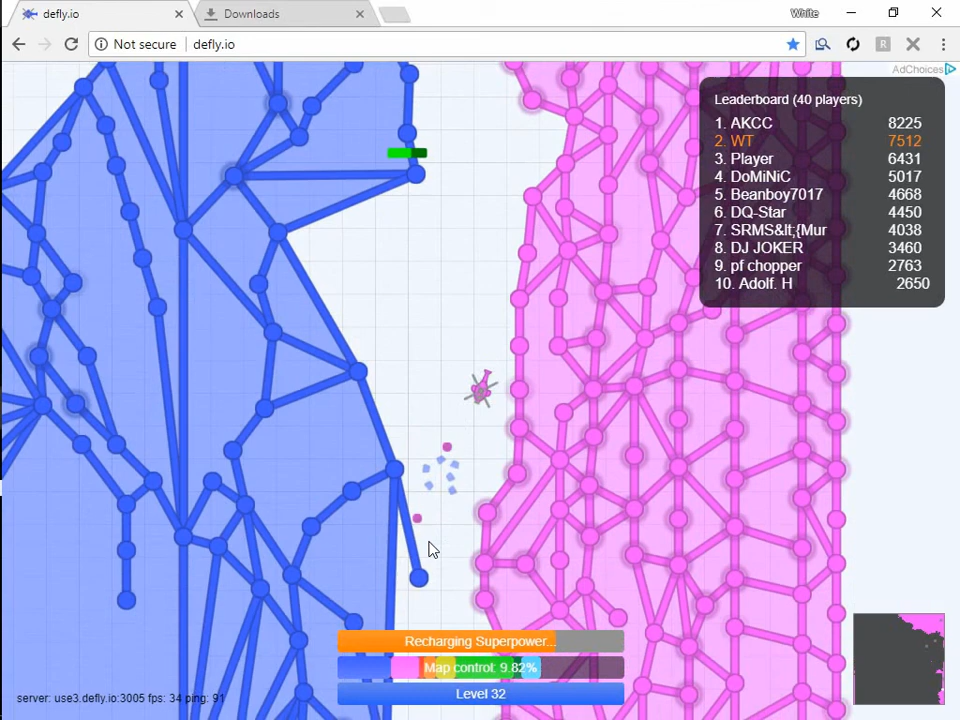 defly.io
Downloads
White
Not secure
defly.io
R
AdChoices
Leaderboard (40 players)
1. AKCC 8225
2. WT 7512
3. Player 6431
4. DoMiNiC 5017
5. Beanboy7017 4668
6. DQ-Star 4450
7. SRMS&lt;{Mur 4038
8. DJ JOKER 3460
9. pf chopper 2763
10. Adolf. H 2650
Recharging Superpower...
Map control: 9.82%
Level 32
server: use3.defly.io:3005 fps: 34 ping: 91